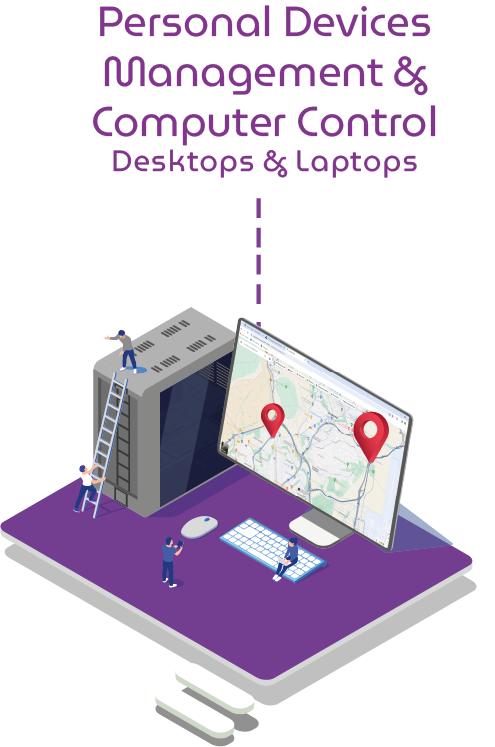 Personal Devices
Management &
Computer Control
Desktops & Laptops